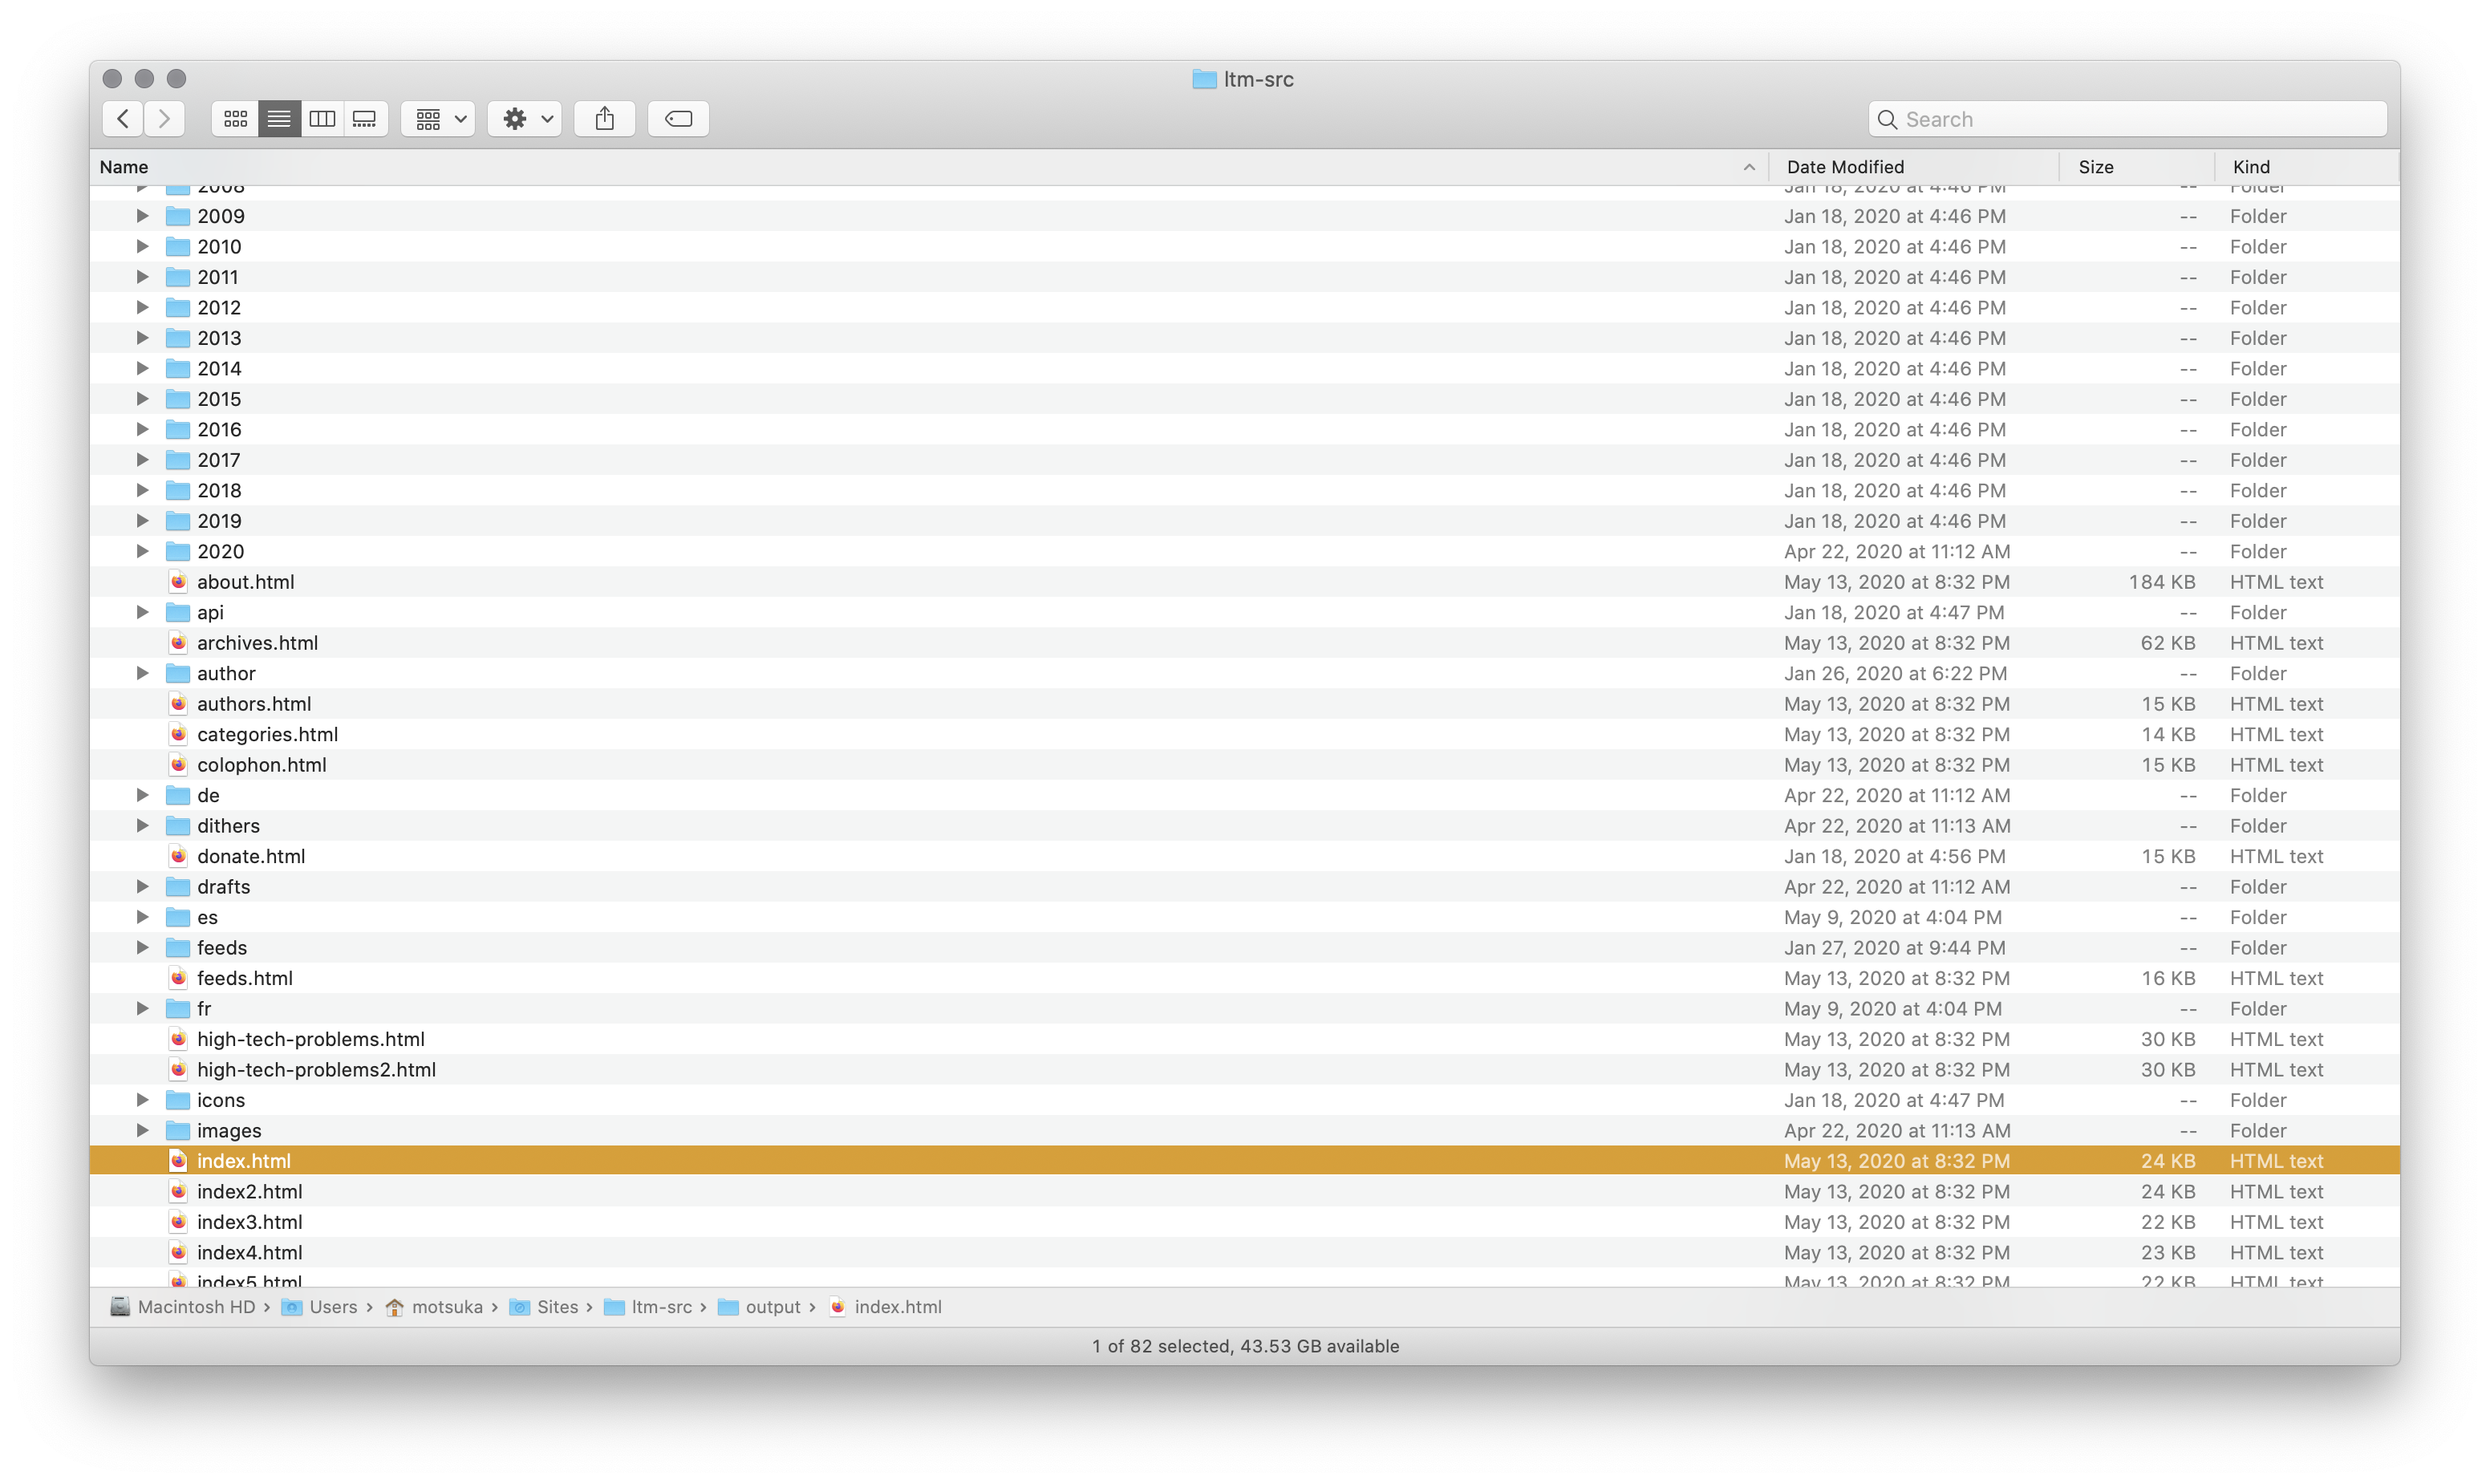 ltm-src
Search
Name Date Modified Size Kind
2008 Jan 18, 2020 at 4:46 PM -- Folder
2009 Jan 18, 2020 at 4:46 PM -- Folder
2010 Jan 18, 2020 at 4:46 PM -- Folder
2011 Jan 18, 2020 at 4:46 PM -- Folder
2012 Jan 18, 2020 at 4:46 PM -- Folder
2013 Jan 18, 2020 at 4:46 PM -- Folder
2014 Jan 18, 2020 at 4:46 PM -- Folder
2015 Jan 18, 2020 at 4:46 PM -- Folder
2016 Jan 18, 2020 at 4:46 PM -- Folder
2017 Jan 18, 2020 at 4:46 PM -- Folder
2018 Jan 18, 2020 at 4:46 PM -- Folder
2019 Jan 18, 2020 at 4:46 PM -- Folder
2020 Apr 22, 2020 at 11:12 AM -- Folder
about.html May 13, 2020 at 8:32 PM 184 KB HTML text
api Jan 18, 2020 at 4:47 PM -- Folder
archives.html May 13, 2020 at 8:32 PM 62 KB HTML text
author Jan 26, 2020 at 6:22 PM -- Folder
authors.html May 13, 2020 at 8:32 PM 15 KB HTML text
categories.html May 13, 2020 at 8:32 PM 14 KB HTML text
colophon.html May 13, 2020 at 8:32 PM 15 KB HTML text
de Apr 22, 2020 at 11:12 AM -- Folder
dithers Apr 22, 2020 at 11:13 AM -- Folder
donate.html Jan 18, 2020 at 4:56 PM 15 KB HTML text
drafts Apr 22, 2020 at 11:12 AM -- Folder
es May 9, 2020 at 4:04 PM -- Folder
feeds Jan 27, 2020 at 9:44 PM -- Folder
feeds.html May 13, 2020 at 8:32 PM 16 KB HTML text
fr May 9, 2020 at 4:04 PM -- Folder
high-tech-problems.html May 13, 2020 at 8:32 PM 30 KB HTML text
high-tech-problems2.html May 13, 2020 at 8:32 PM 30 KB HTML text
icons Jan 18, 2020 at 4:47 PM -- Folder
images Apr 22, 2020 at 11:13 AM -- Folder
index.html May 13, 2020 at 8:32 PM 24 KB HTML text
index2.html May 13, 2020 at 8:32 PM 24 KB HTML text
index3.html May 13, 2020 at 8:32 PM 22 KB HTML text
index4.html May 13, 2020 at 8:32 PM 23 KB HTML text
index5.html May 13, 2020 at 8:32 PM 22 KB HTML text
Macintosh HD › Users › motsuka › Sites › ltm-src › output › index.html
1 of 82 selected, 43.53 GB available